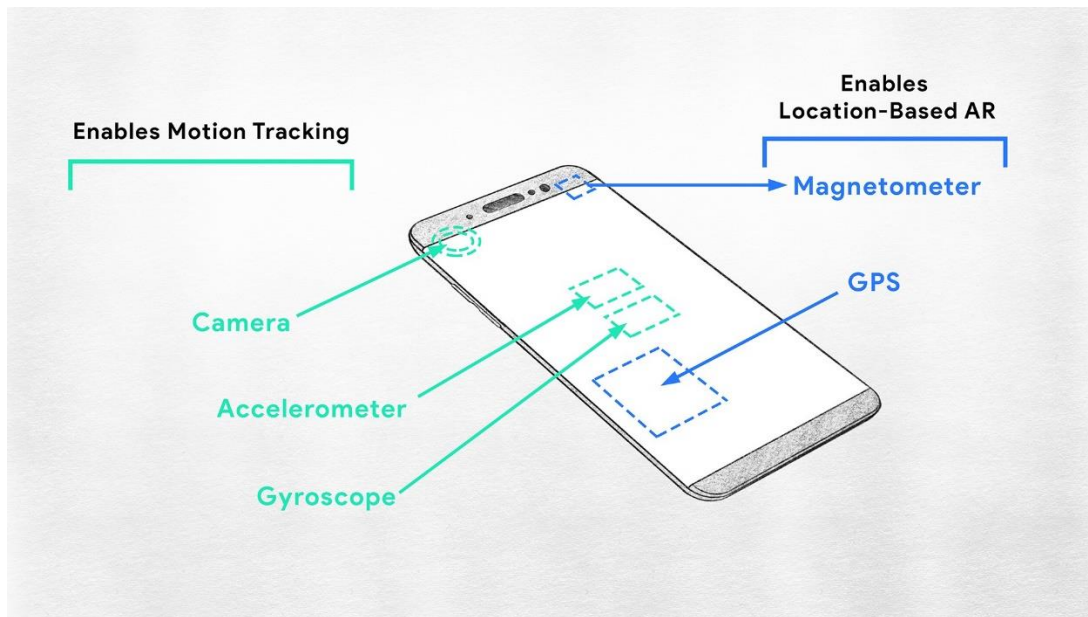 Enables Motion Tracking
Enables
Location-Based AR
Magnetometer
GPS
Camera
Accelerometer
Gyroscope